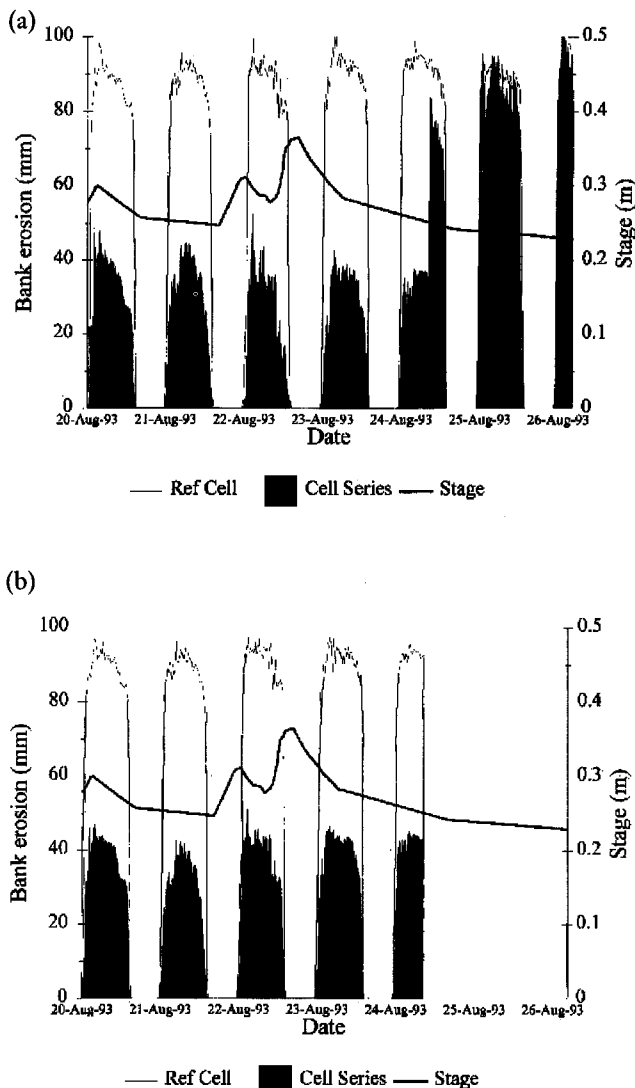 (a)
100
80
60
40
20
0
Bank erosion (mm)
0.5
0.4
0.3
0.2
0.1
0
Stage (m)
20-Aug-93 21-Aug-93 22-Aug-93 23-Aug-93 24-Aug-93 25-Aug-93 26-Aug-93
Date
Ref Cell Cell Series Stage
(b)
100
80
60
40
20
0
Bank erosion (mm)
0.5
0.4
0.3
0.2
0.1
0
Stage (m)
20-Aug-93 21-Aug-93 22-Aug-93 23-Aug-93 24-Aug-93 25-Aug-93 26-Aug-93
Date
Ref Cell Cell Series Stage